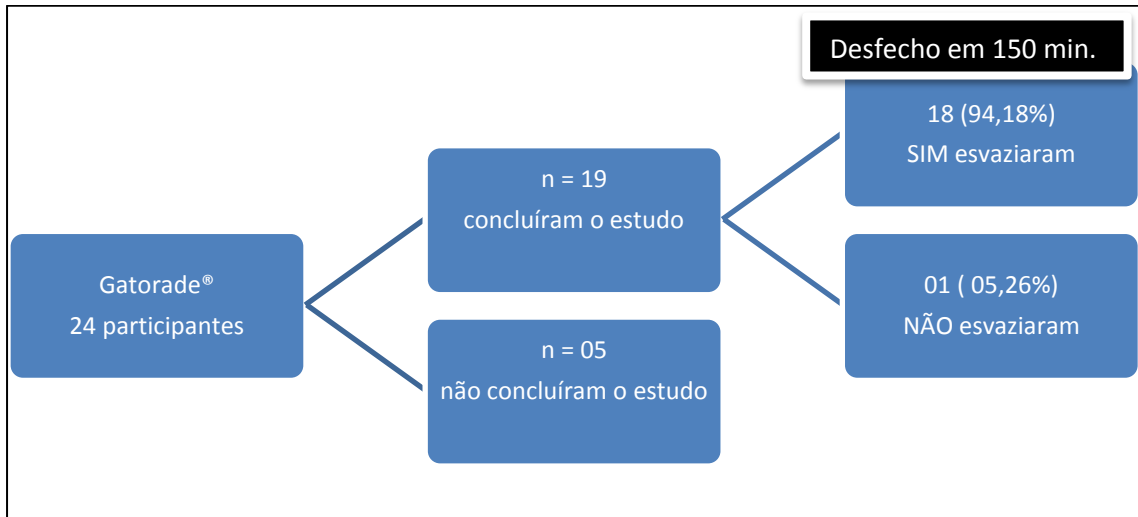 Desfecho em 150 min.
Gatorade®
24 participantes
n = 19
concluíram o estudo
n = 05
não concluíram o estudo
18 (94,18%)
SIM esvaziaram
01 ( 05,26%)
NÃO esvaziaram